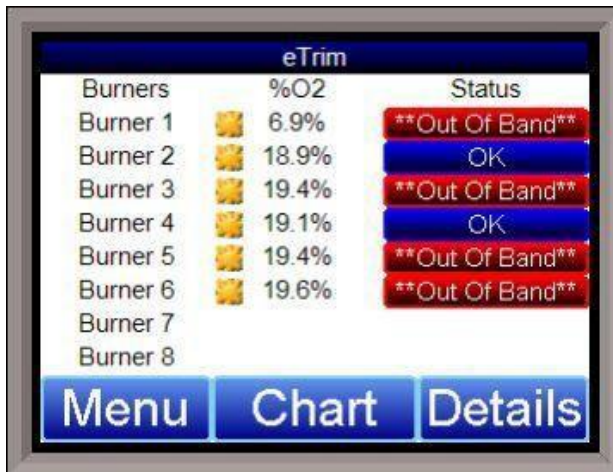 eTrim
Burners %O2 Status
Burner 1 6.9% **Out Of Band**
Burner 2 18.9% OK
Burner 3 19.4% **Out Of Band**
Burner 4 19.1% OK
Burner 5 19.4% **Out Of Band**
Burner 6 19.6% **Out Of Band**
Burner 7
Burner 8
Menu Chart Details